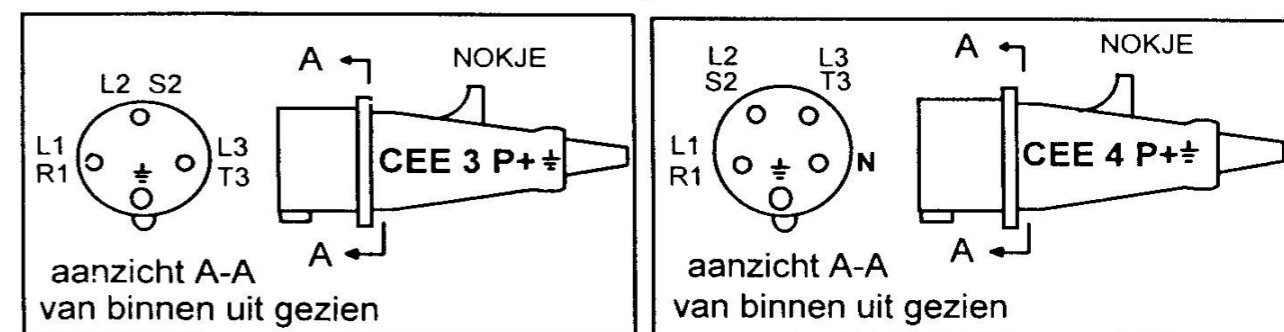 A
NOKJE
L2 S2
L1
R1
L3
T3
CEE 3 P+
A
aanzicht A-A
van binnen uit gezien
A
NOKJE
L2
S2
L3
T3
L1
R1
N
CEE 4 P+
A
aanzicht A-A
van binnen uit gezien